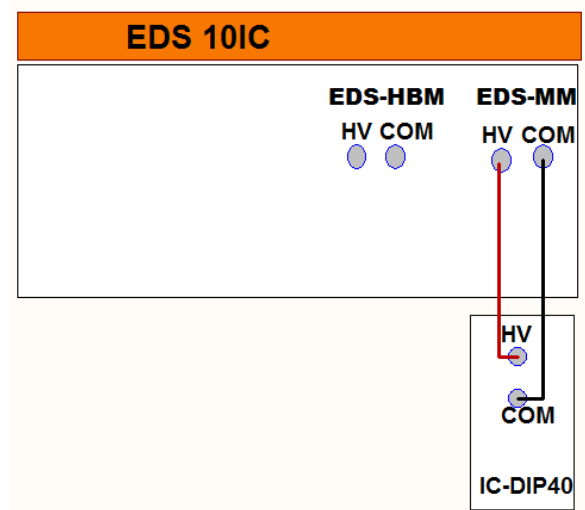 EDS 10IC
EDS-HBM EDS-MM
HV COM HV COM
HV
COM
IC-DIP40